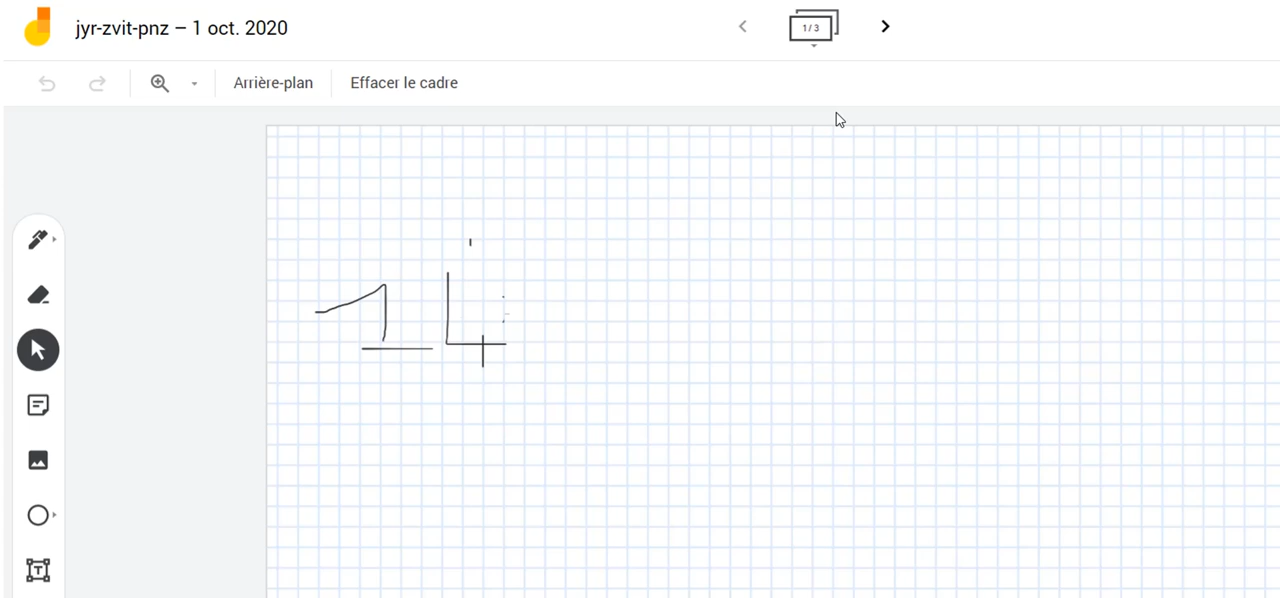 jyr-zvit-pnz – 1 oct. 2020
1 / 3
Arrière-plan
Effacer le cadre
14
T